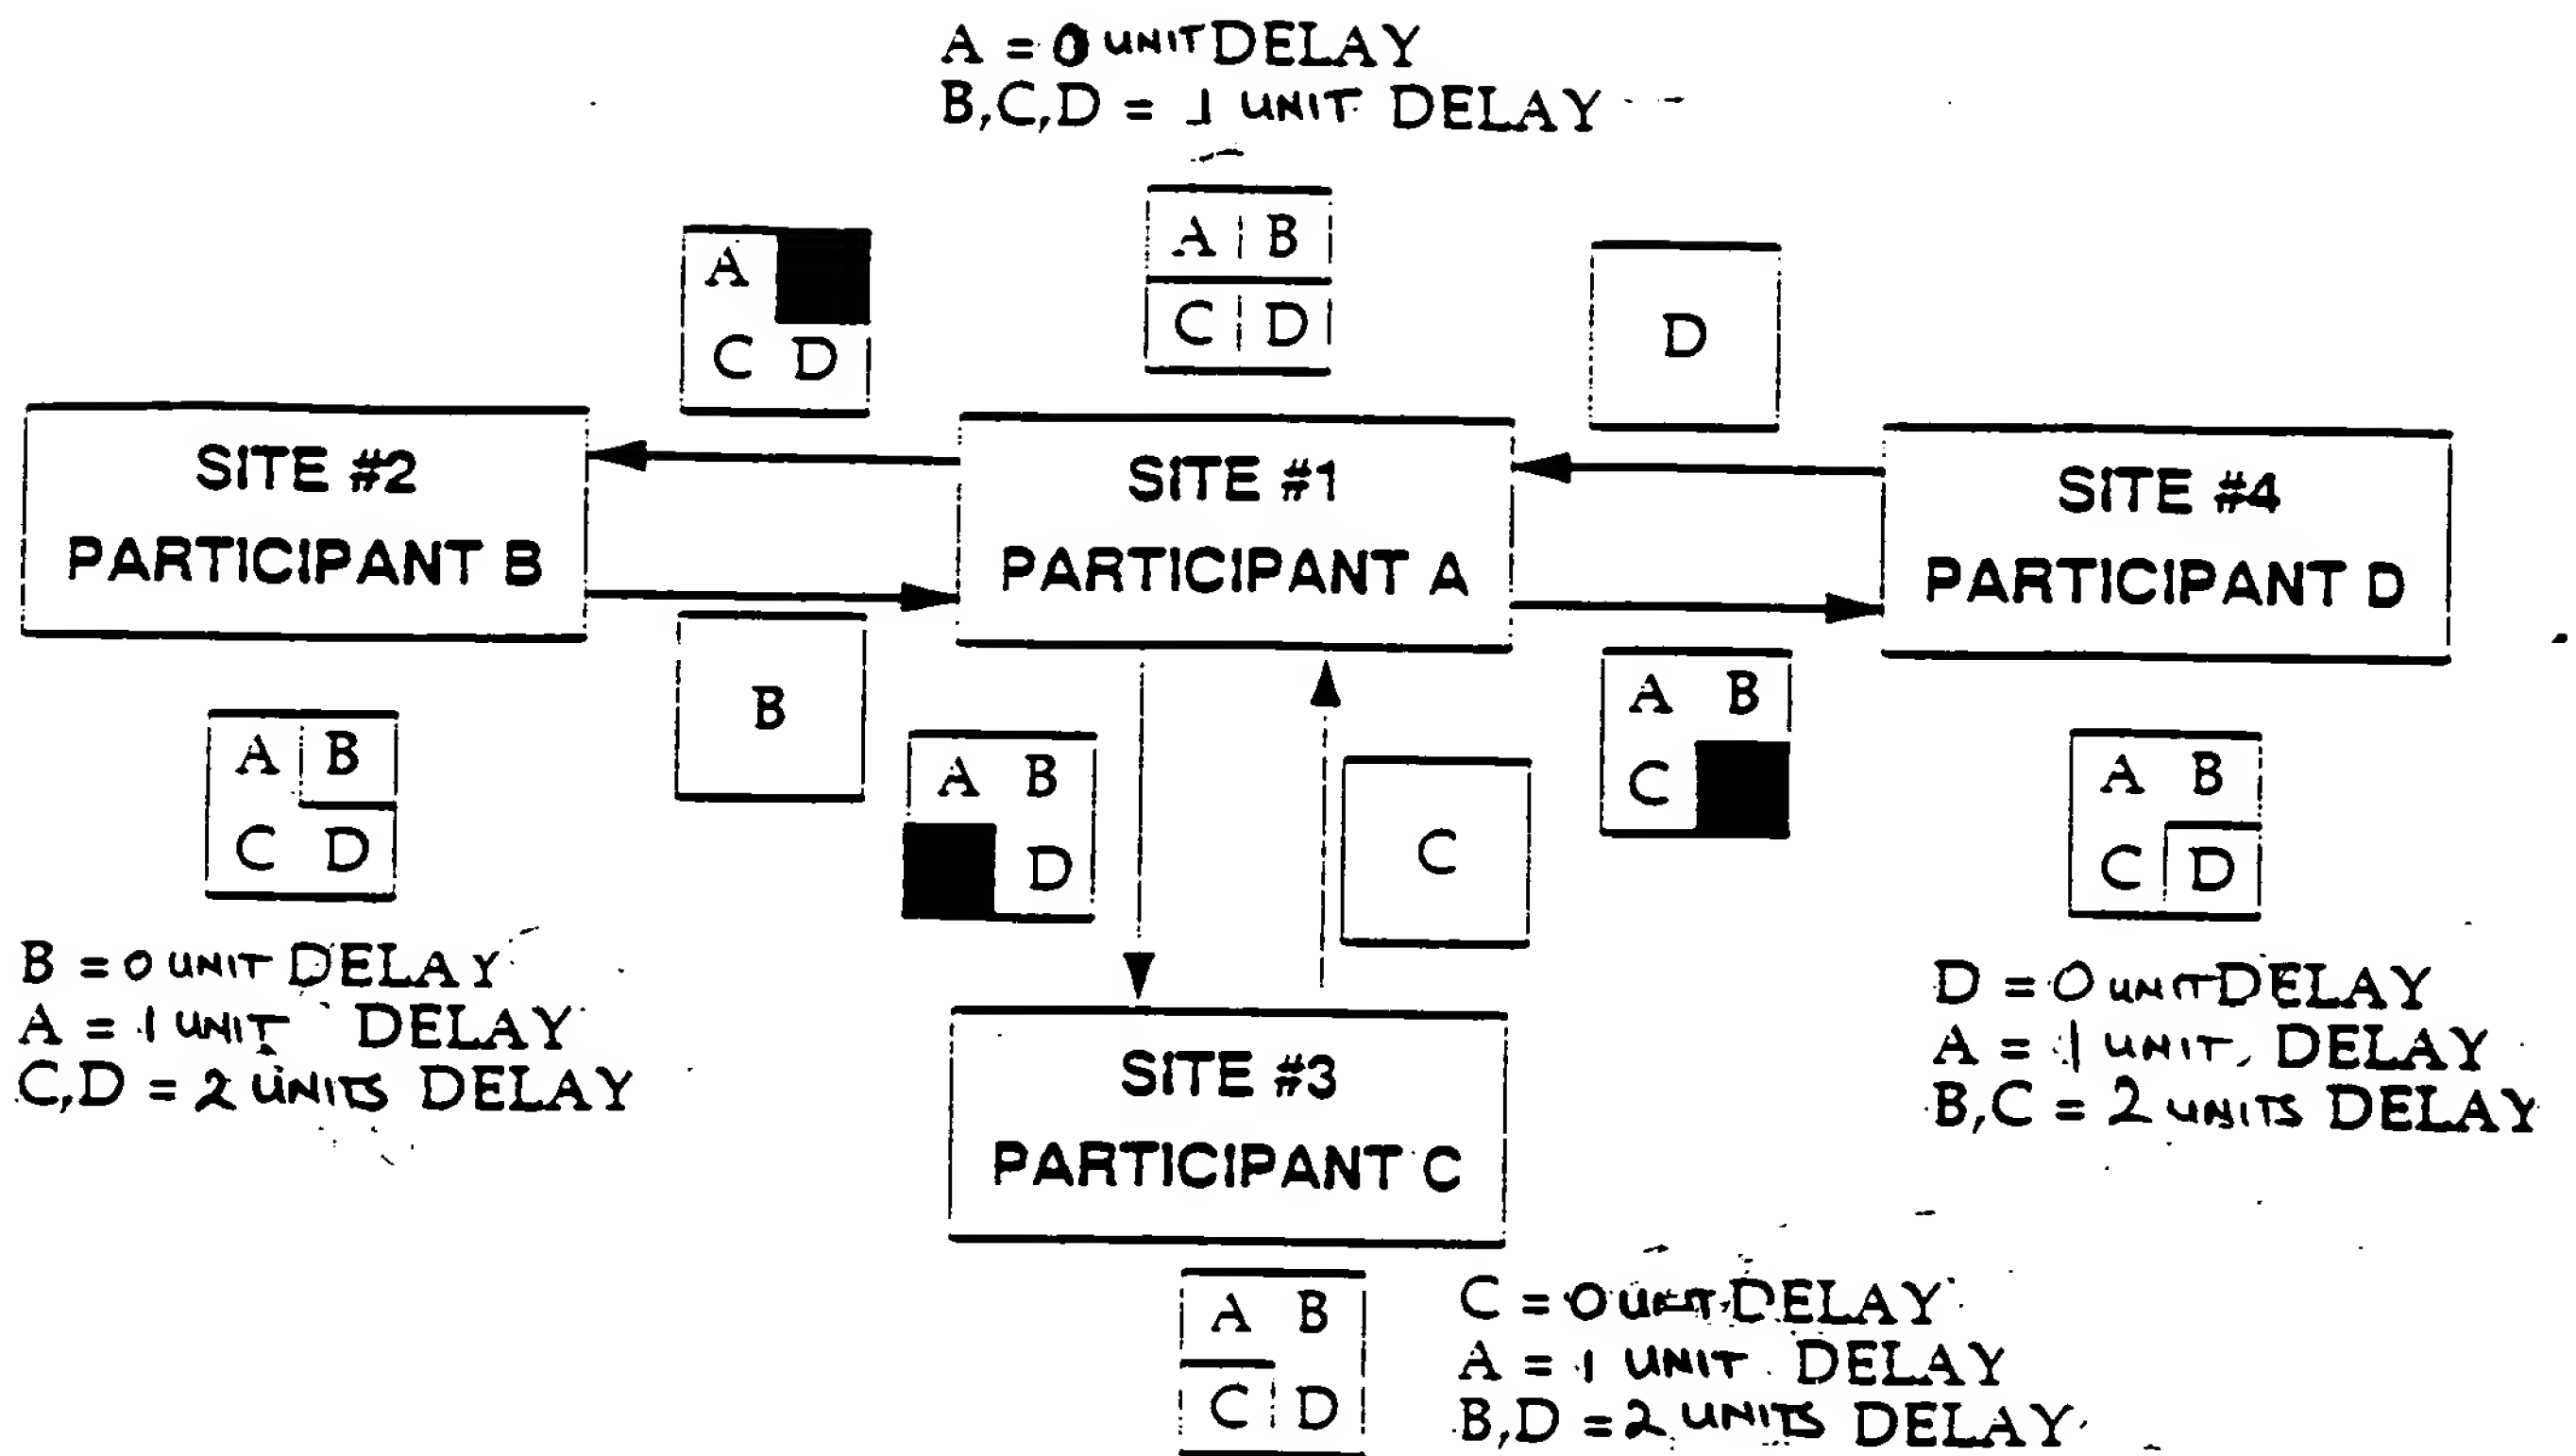 A = 0 UNIT DELAY
B,C,D = 1 UNIT DELAY
A B
C D
A
C D
D
SITE #2
PARTICIPANT B
SITE #1
PARTICIPANT A
SITE #4
PARTICIPANT D
B
A B
D
C
A B
C
A B
C D
A B
C D
B = 0 UNIT DELAY
A = 1 UNIT DELAY
C,D = 2 UNITS DELAY
D = 0 UNIT DELAY
A = 1 UNIT DELAY
B,C = 2 UNITS DELAY
SITE #3
PARTICIPANT C
A B
C D
C = 0 UNIT DELAY
A = 1 UNIT DELAY
B,D = 2 UNITS DELAY